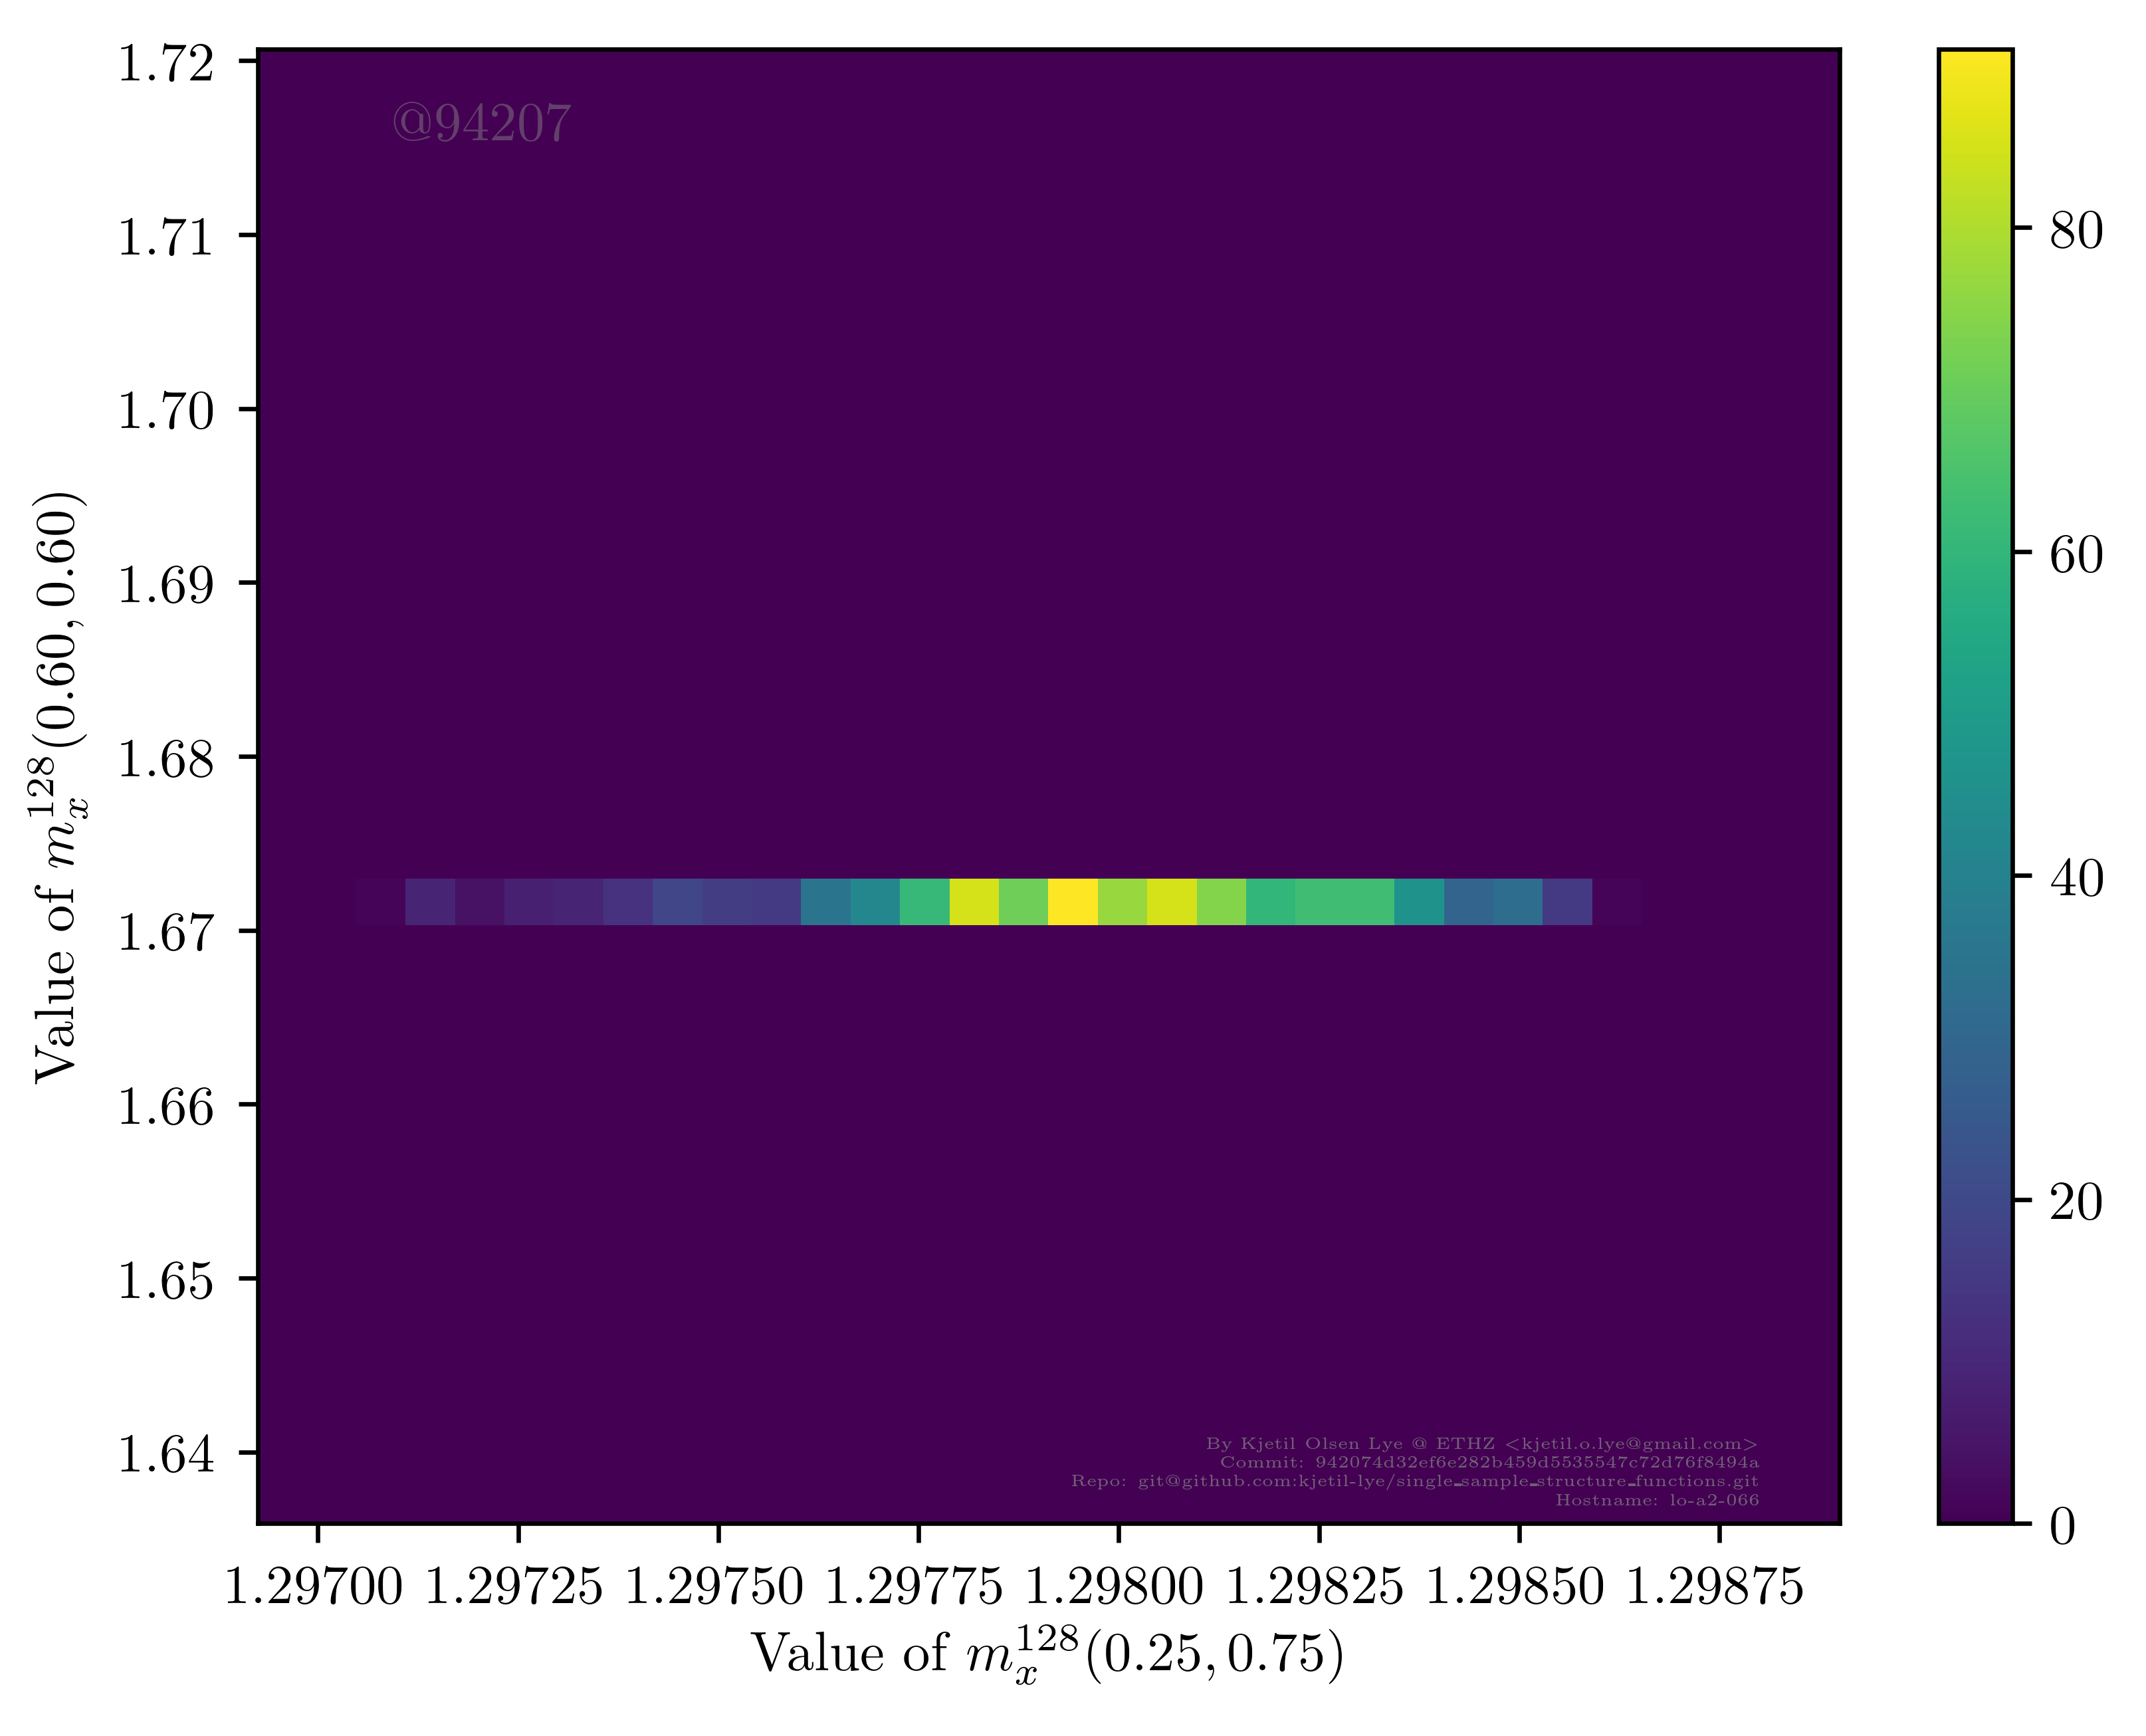 @94207
1.72
1.71
1.70
1.69
1.68
1.67
1.66
1.65
1.64
Value of m_x^{128}(0.60, 0.60)
80
60
40
20
0
By Kjetil Olsen Lye @ ETHZ <kjetil.o.lye@gmail.com>
Commit: 942074d32ef6e282b459d5535547c72d76f8494a
Repo: git@github.com:kjetil-lye/single_sample_structure_functions.git
Hostname: lo-a2-066
1.29700 1.29725 1.29750 1.29775 1.29800 1.29825 1.29850 1.29875
Value of m_x^{128}(0.25, 0.75)